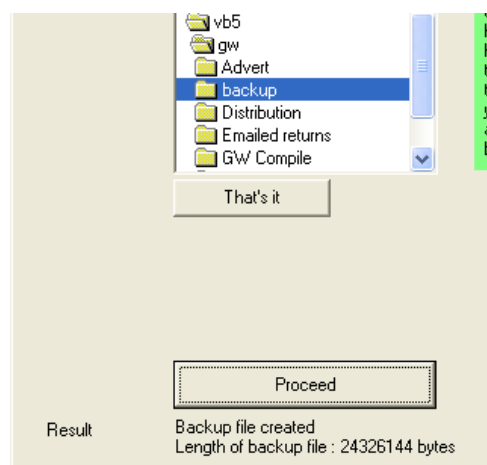 vb5
gw
Advert
backup
Distribution
Emailed returns
GW Compile
That's it
Proceed
Result
Backup file created
Length of backup file : 24326144 bytes